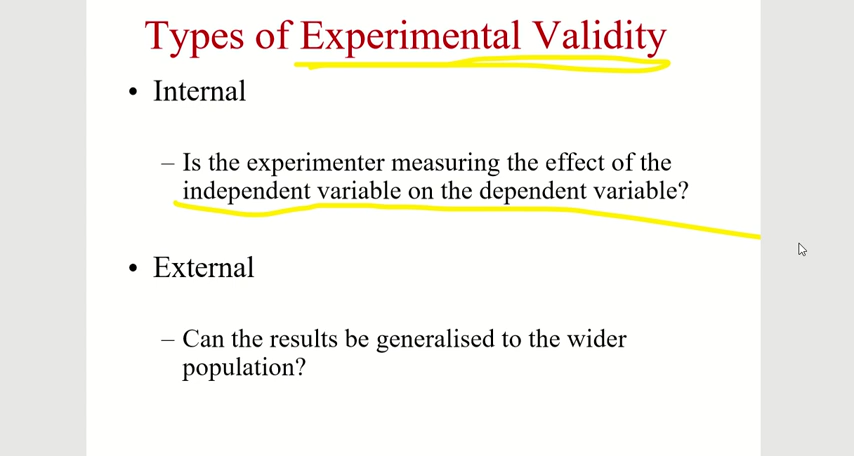 Types of Experimental Validity
• Internal
– Is the experimenter measuring the effect of the
independent variable on the dependent variable?
• External
– Can the results be generalised to the wider
population?